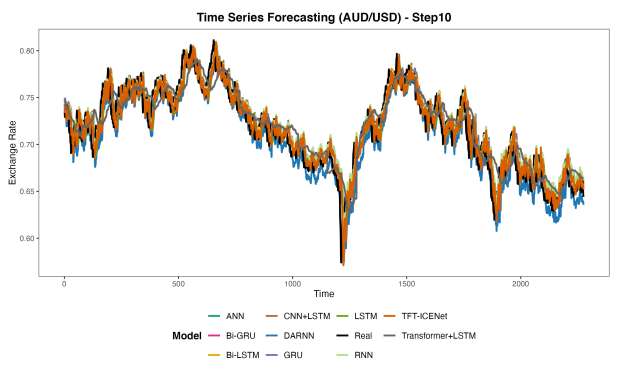 Time Series Forecasting (AUD/USD) - Step10
0.80
0.75
0.70
0.65
0.60
Exchange Rate
0 500 1000 1500 2000
Time
ANN CNN+LSTM LSTM TFT-ICENet
Model Bi-GRU DARNN Real Transformer+LSTM
Bi-LSTM GRU RNN